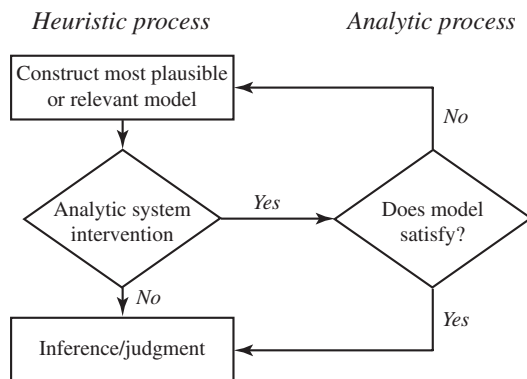 Heuristic process
Analytic process
Construct most plausible
or relevant model
No
Analytic system
intervention
Yes
Does model
satisfy?
No
Yes
Inference/judgment